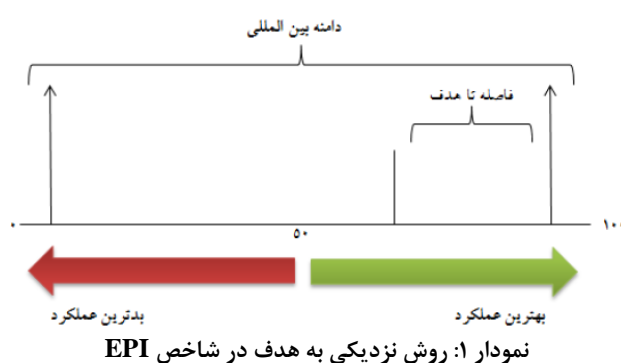 دامنه بین المللی
فاصله تا هدف
۰
۵۰
۱۰۰
بدترین عملکرد
بهترین عملکرد
نمودار ۱: روش نزدیکی به هدف در شاخص EPI